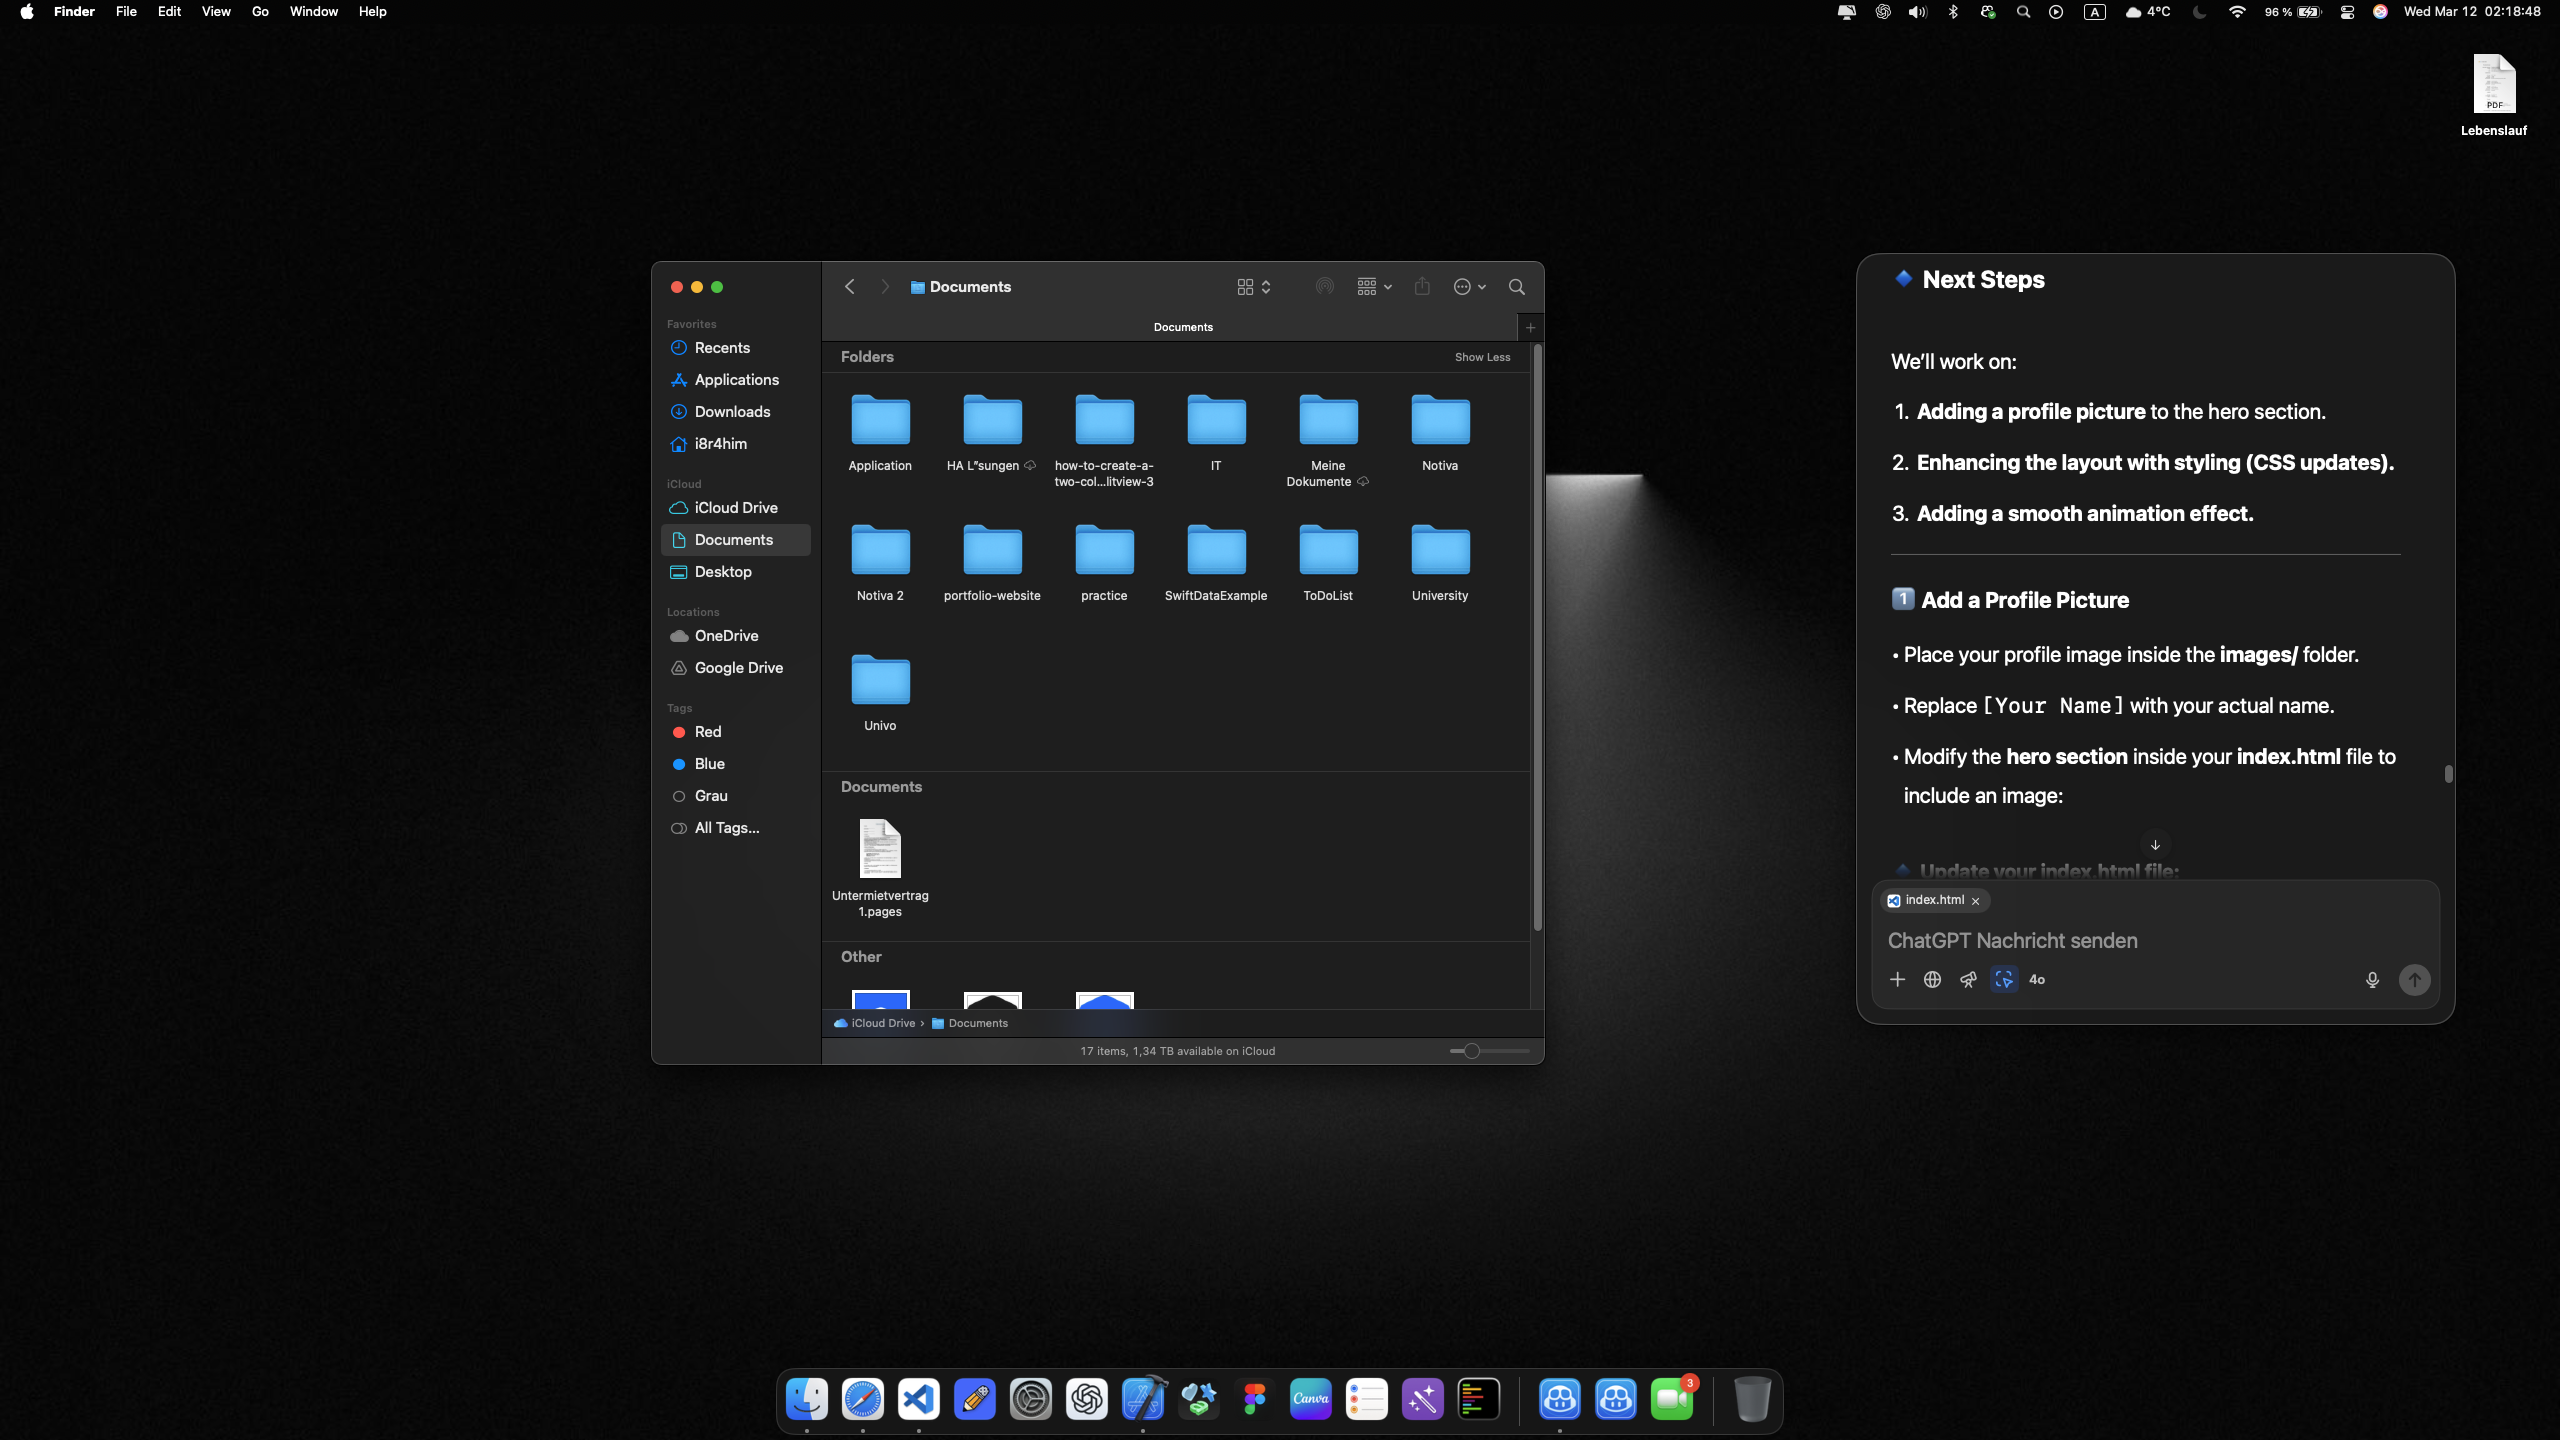 Finder File Edit View Go Window Help
A 4°C 96 % Wed Mar 12 02:18:48
PDF
Lebenslauf
Documents
Documents
Favorites
Recents
Applications
Downloads
i8r4him
iCloud
iCloud Drive
Documents
Desktop
Locations
OneDrive
Google Drive
Tags
Red
Blue
Grau
All Tags...
Folders Show Less
Application
HA L”sungen
how-to-create-a-
two-col...litview-3
IT
Meine
Dokumente
Notiva
Notiva 2
portfolio-website
practice
SwiftDataExample
ToDoList
University
Univo
Documents
Untermietvertrag
1.pages
Other
iCloud Drive › Documents
17 items, 1,34 TB available on iCloud
Next Steps
We’ll work on:
1. Adding a profile picture to the hero section.
2. Enhancing the layout with styling (CSS updates).
3. Adding a smooth animation effect.
1 Add a Profile Picture
• Place your profile image inside the images/ folder.
• Replace [Your Name] with your actual name.
• Modify the hero section inside your index.html file to
include an image:
Update your index.html file:
index.html
ChatGPT Nachricht senden
4o
Canva
3